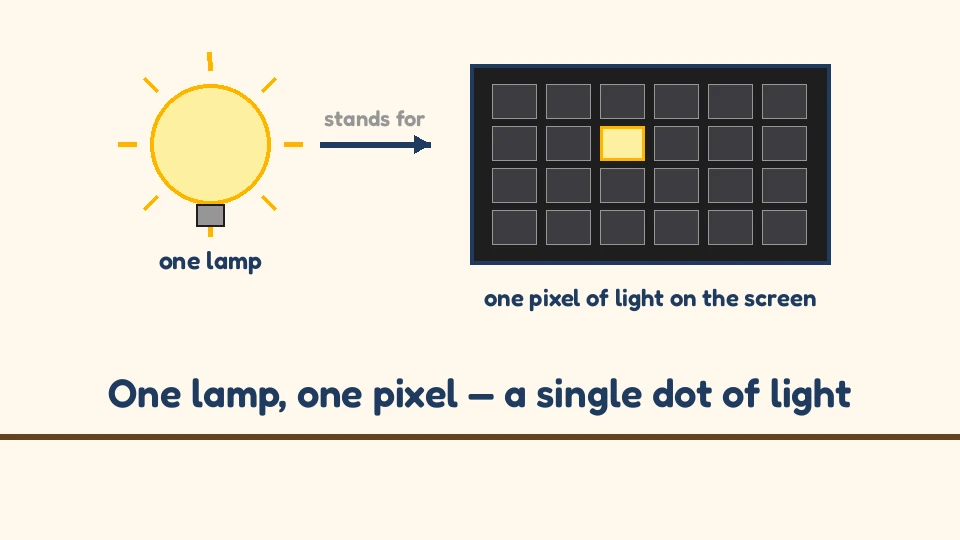 stands for
one lamp
one pixel of light on the screen
One lamp, one pixel — a single dot of light